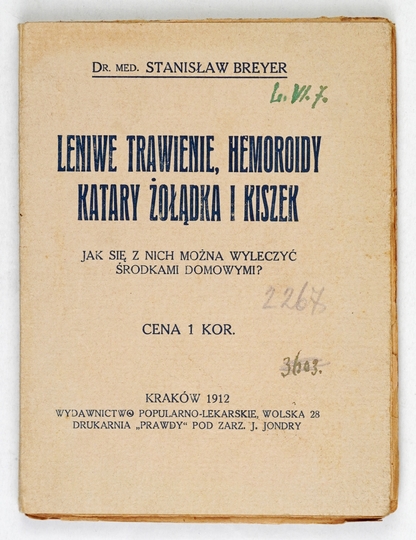 DR. MED. STANISŁAW BREYER
L. VI. 7.
LENIWE TRAWIENIE, HEMOROIDY
KATARY ŻOŁĄDKA I KISZEK
JAK SIĘ Z NICH MOŻNA WYLECZYĆ
ŚRODKAMI DOMOWYMI?
2267
CENA 1 KOR.
3603.
KRAKÓW 1912
WYDAWNICTWO POPULARNO-LEKARSKIE, WOLSKA 28
DRUKARNIA „PRAWDY" POD ZARZ. J. JONDRY